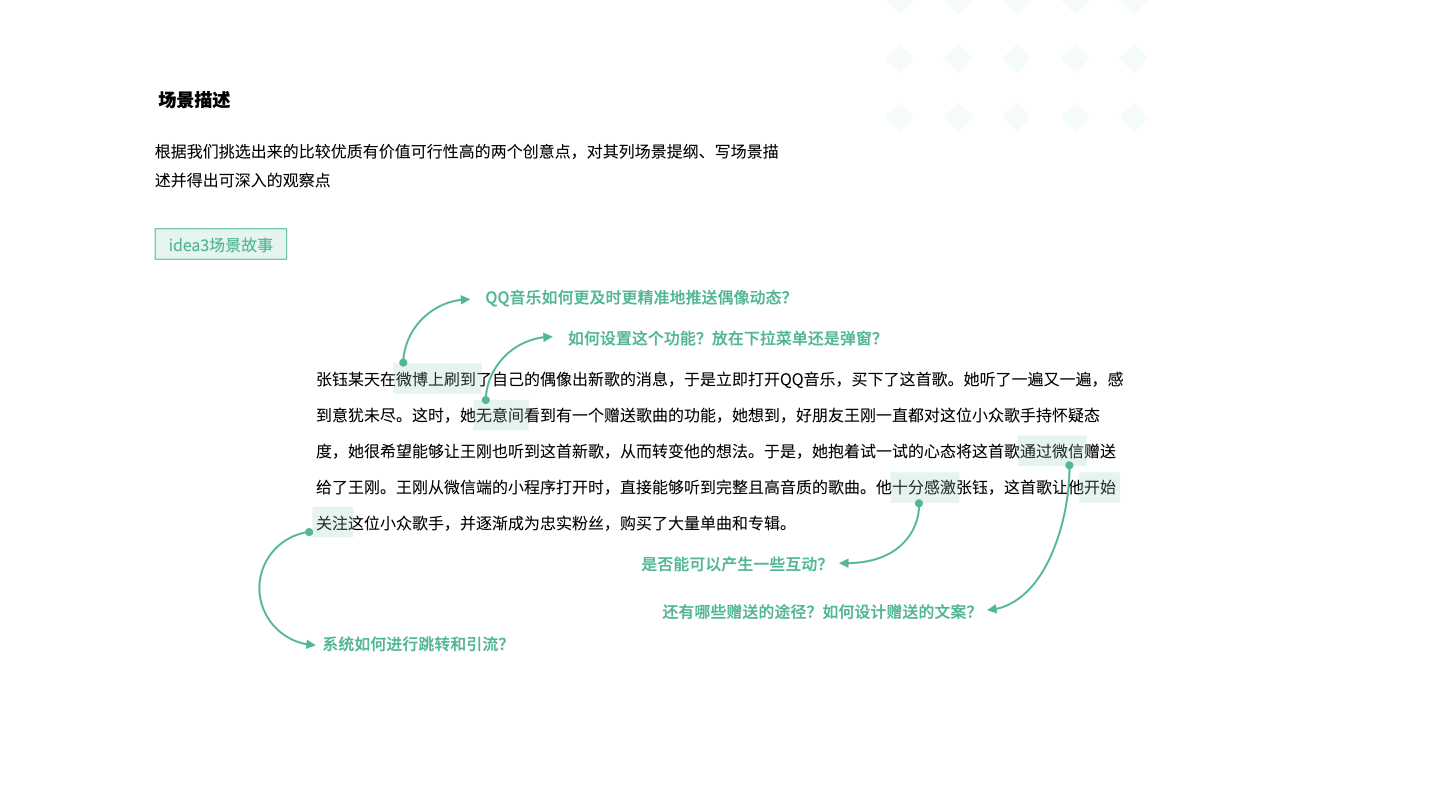 场景描述
根据我们挑选出来的比较优质有价值可行性高的两个创意点，对其列场景提纲、写场景描
述并得出可深入的观察点
idea3场景故事
QQ音乐如何更及时更精准地推送偶像动态？
如何设置这个功能？放在下拉菜单还是弹窗？
张钰某天在微博上刷到了自己的偶像出新歌的消息，于是立即打开QQ音乐，买下了这首歌。她听了一遍又一遍，感
到意犹未尽。这时，她无意间看到有一个赠送歌曲的功能，她想到，好朋友王刚一直都对这位小众歌手持怀疑态
度，她很希望能够让王刚也听到这首新歌，从而转变他的想法。于是，她抱着试一试的心态将这首歌通过微信赠送
给了王刚。王刚从微信端的小程序打开时，直接能够听到完整且高音质的歌曲。他十分感激张钰，这首歌让他开始
关注这位小众歌手，并逐渐成为忠实粉丝，购买了大量单曲和专辑。
是否能可以产生一些互动？
还有哪些赠送的途径？如何设计赠送的文案？
系统如何进行跳转和引流？